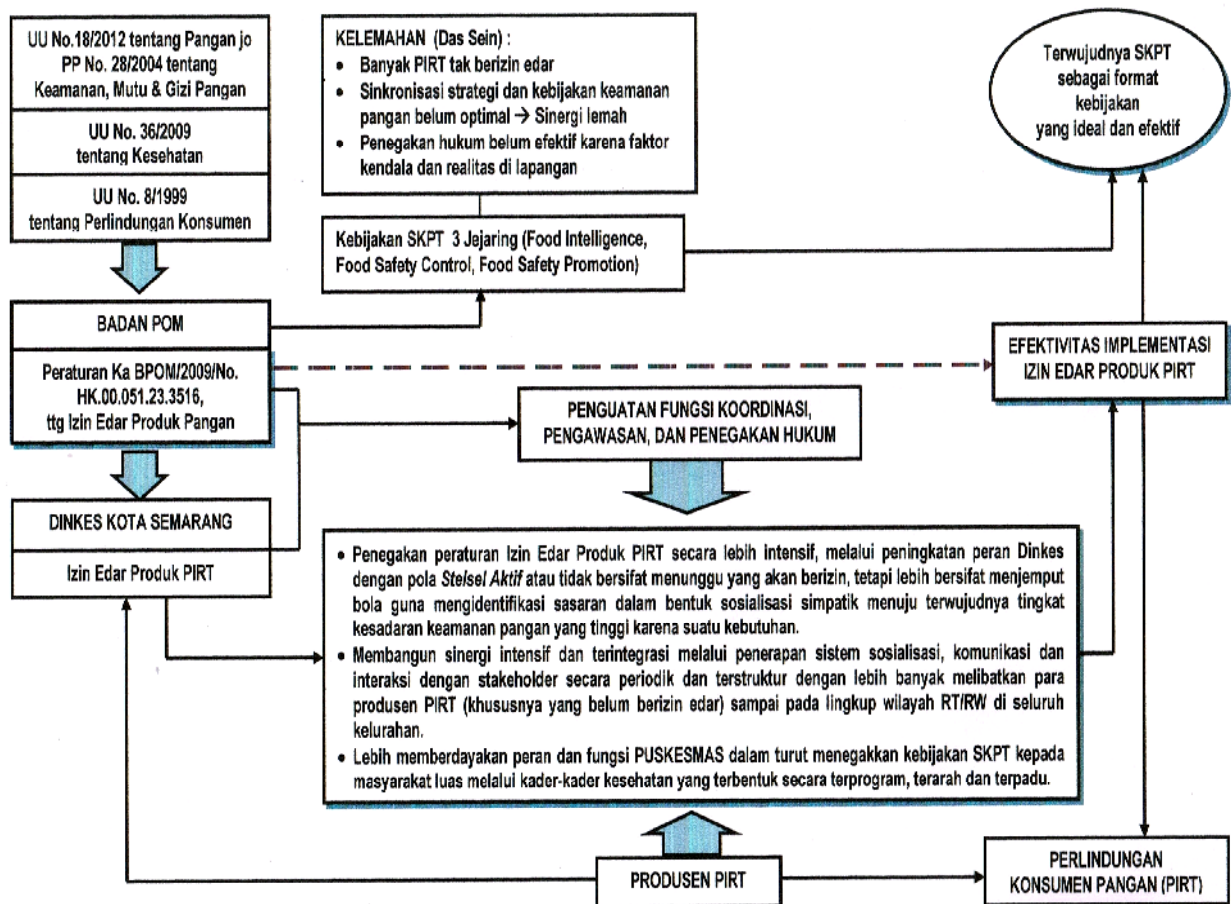 UU No.18/2012 tentang Pangan jo
PP No. 28/2004 tentang
Keamanan, Mutu & Gizi Pangan
UU No. 36/2009
tentang Kesehatan
UU No. 8/1999
tentang Perlindungan Konsumen
KELEMAHAN (Das Sein) :
• Banyak PIRT tak berizin edar
• Sinkronisasi strategi dan kebijakan keamanan
pangan belum optimal → Sinergi lemah
• Penegakan hukum belum efektif karena faktor
kendala dan realitas di lapangan
Terwujudnya SKPT
sebagai format
kebijakan
yang ideal dan efektif
Kebijakan SKPT 3 Jejaring (Food Intelligence,
Food Safety Control, Food Safety Promotion)
BADAN POM
Peraturan Ka BPOM/2009/No.
HK.00.051.23.3516,
ttg Izin Edar Produk Pangan
EFEKTIVITAS IMPLEMENTASI
IZIN EDAR PRODUK PIRT
PENGUATAN FUNGSI KOORDINASI,
PENGAWASAN, DAN PENEGAKAN HUKUM
DINKES KOTA SEMARANG
Izin Edar Produk PIRT
• Penegakan peraturan Izin Edar Produk PIRT secara lebih intensif, melalui peningkatan peran Dinkes
dengan pola Stelsel Aktif atau tidak bersifat menunggu yang akan berizin, tetapi lebih bersifat menjemput
bola guna mengidentifikasi sasaran dalam bentuk sosialisasi simpatik menuju terwujudnya tingkat
kesadaran keamanan pangan yang tinggi karena suatu kebutuhan.
• Membangun sinergi intensif dan terintegrasi melalui penerapan sistem sosialisasi, komunikasi dan
interaksi dengan stakeholder secara periodik dan terstruktur dengan lebih banyak melibatkan para
produsen PIRT (khususnya yang belum berizin edar) sampai pada lingkup wilayah RT/RW di seluruh
kelurahan.
• Lebih memberdayakan peran dan fungsi PUSKESMAS dalam turut menegakkan kebijakan SKPT kepada
masyarakat luas melalui kader-kader kesehatan yang terbentuk secara terprogram, terarah dan terpadu.
PRODUSEN PIRT
PERLINDUNGAN
KONSUMEN PANGAN (PIRT)